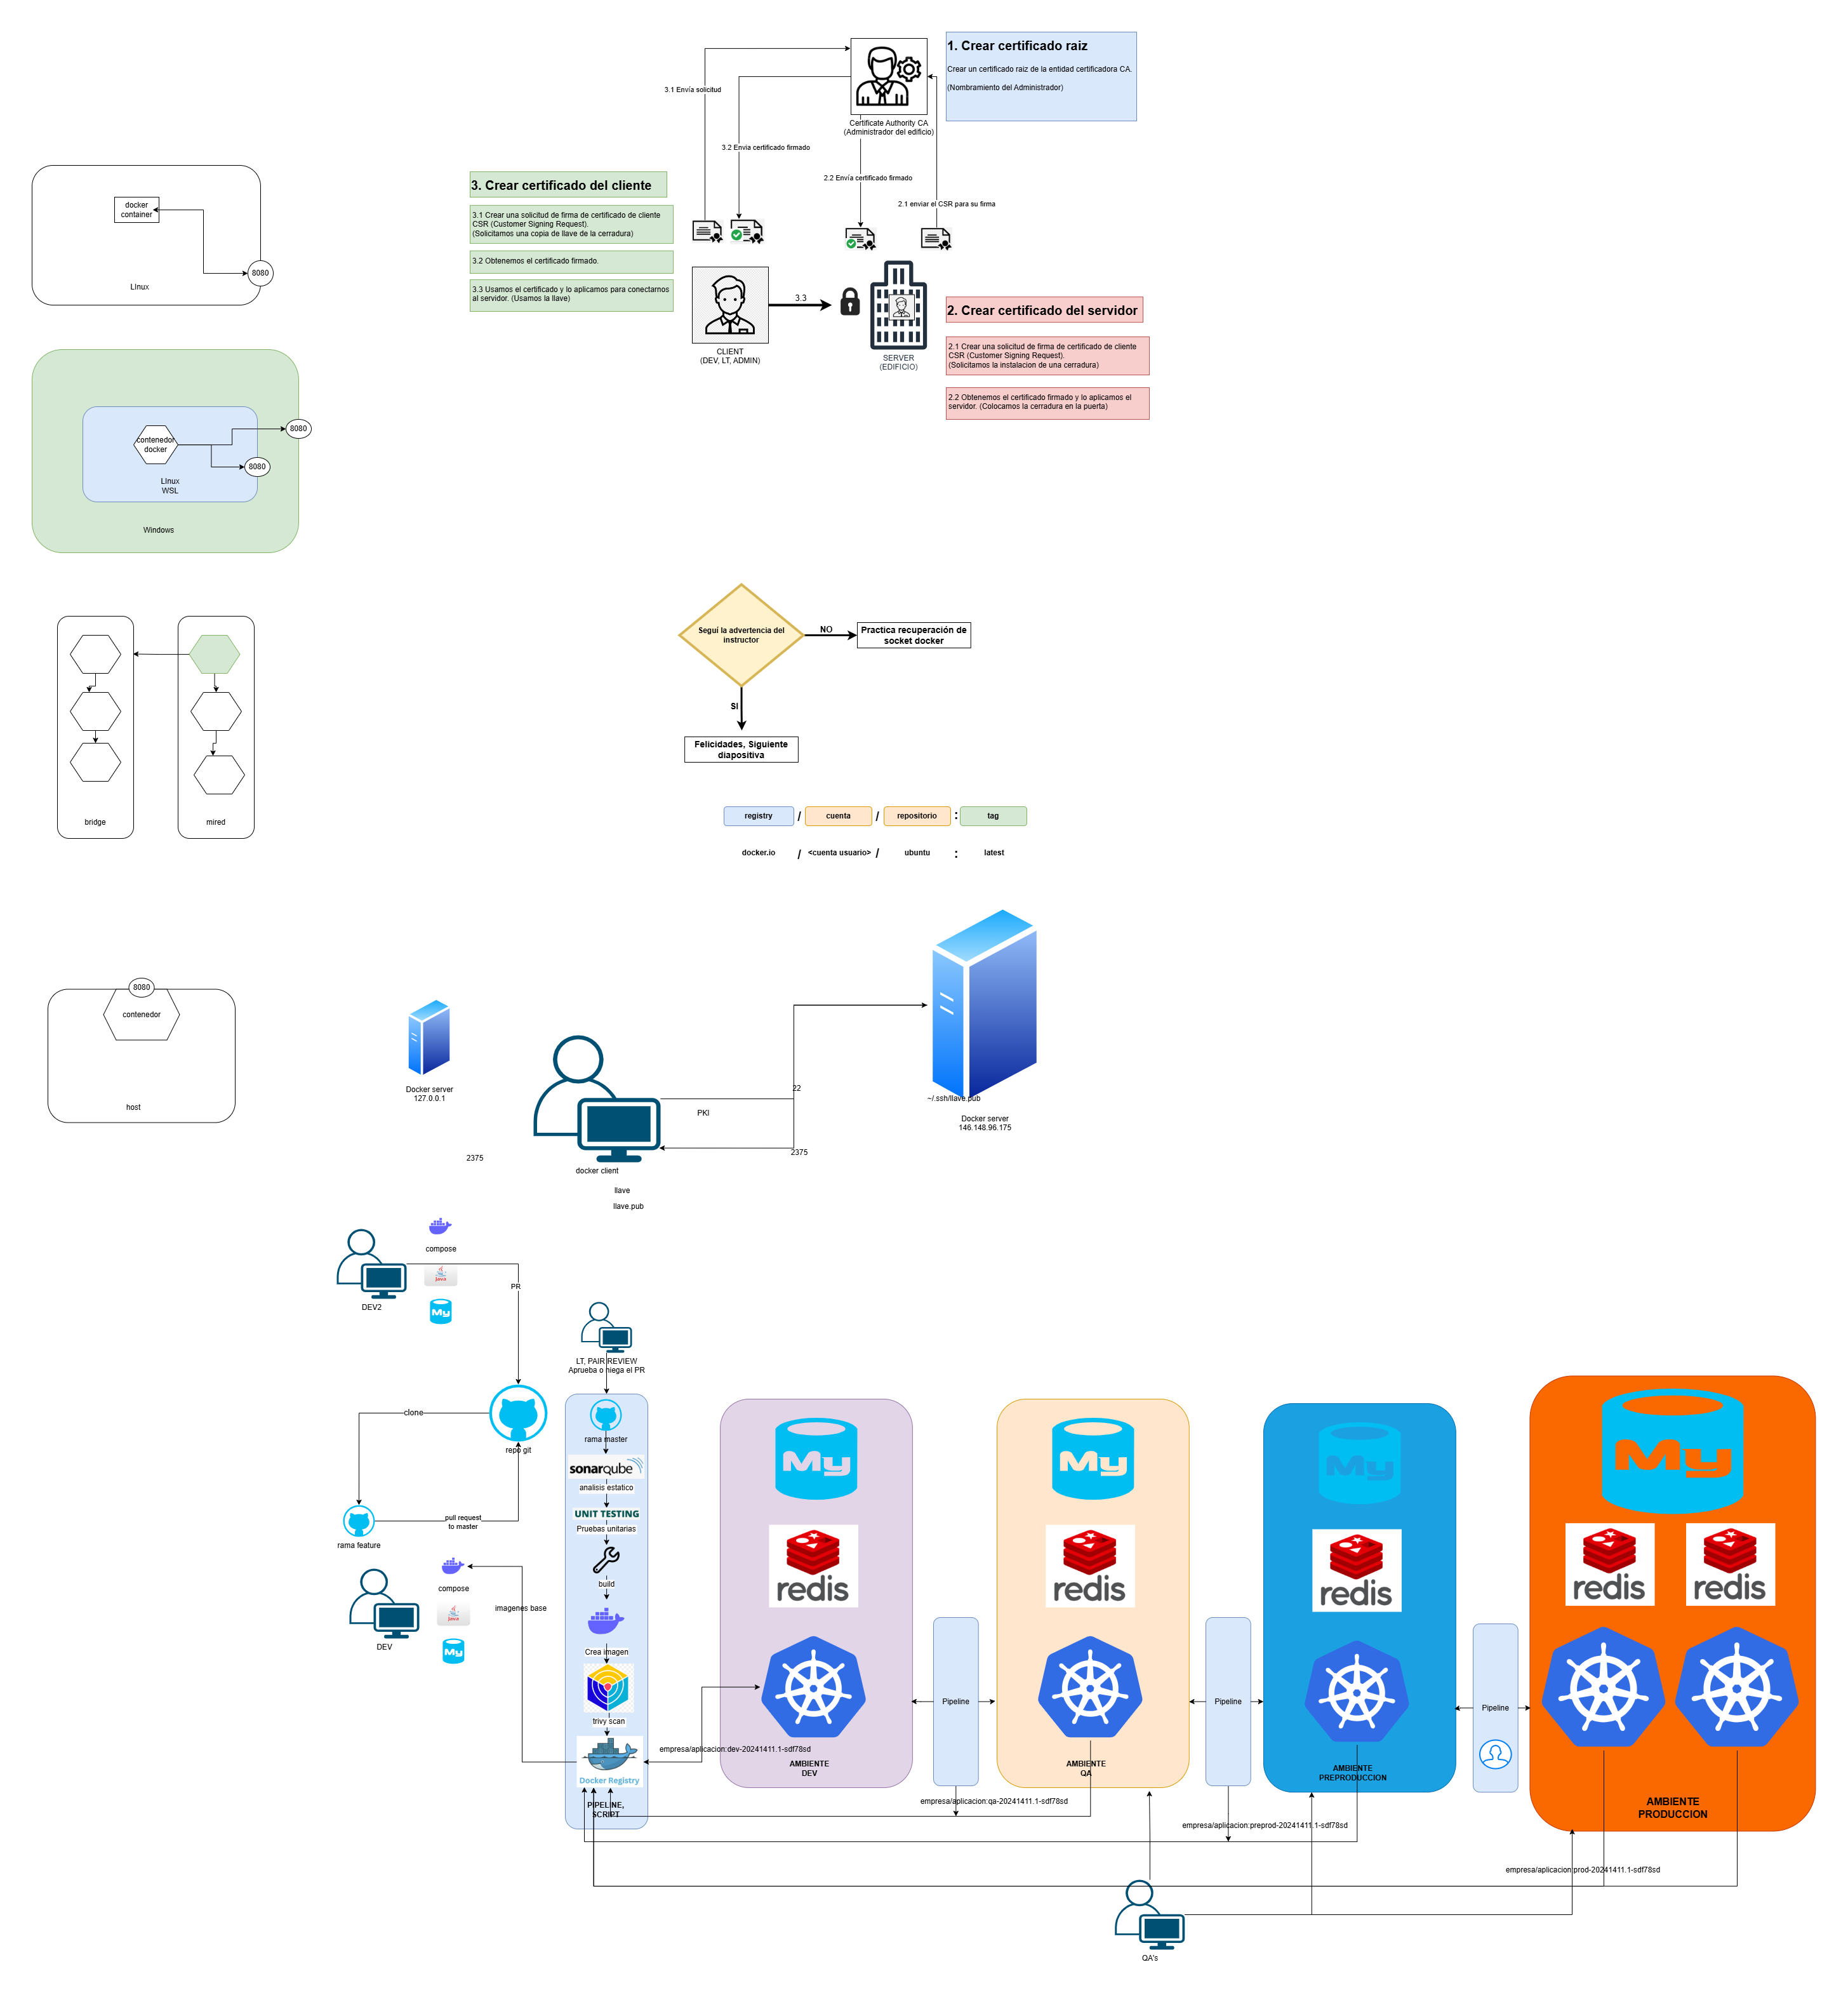 1. Crear certificado raiz
Crear un certificado raiz de la entidad certificadora CA.
(Nombramiento del Administrador)
3.1 Envía solicitud
Certificate Authority CA
(Administrador del edificio)
3.2 Envía certificado firmado
2.2 Envía certificado firmado
2.1 enviar el CSR para su firma
3. Crear certificado del cliente
3.1 Crear una solicitud de firma de certificado de cliente
CSR (Customer Signing Request).
(Solicitamos una copia de llave de la cerradura)
3.2 Obtenemos el certificado firmado.
3.3 Usamos el certificado y lo aplicamos para conectarnos
al servidor. (Usamos la llave)
3.3
CLIENT
(DEV, LT, ADMIN)
SERVER
(EDIFICIO)
2. Crear certificado del servidor
2.1 Crear una solicitud de firma de certificado de cliente
CSR (Customer Signing Request).
(Solicitamos la instalacion de una cerradura)
2.2 Obtenemos el certificado firmado y lo aplicamos el
servidor. (Colocamos la cerradura en la puerta)
docker
container
8080
LInux
contenedor
docker
8080
8080
LInux
WSL
Windows
bridge
mired
Seguí la advertencia del
instructor
NO
Practica recuperación de
socket docker
SI
Felicidades, Siguiente
diapositiva
registry / cuenta / repositorio : tag
docker.io / <cuenta usuario> / ubuntu : latest
8080
contenedor
host
Docker server
127.0.0.1
2375
22
PKI
2375
docker client
llave
llave.pub
~/.ssh/llave.pub
Docker server
146.148.96.175
compose
Java
My
DEV2
PR
LT, PAIR REVIEW
Aprueba o niega el PR
clone
repo git
pull request
to master
rama feature
compose
Java
My
DEV
imagenes base
rama master
sonarqube
analisis estatico
UNIT TESTING
Pruebas unitarias
build
Crea imagen
trivy scan
Docker Registry
PIPELINE,
SCRIPT
empresa/aplicacion:dev-20241411.1-sdf78sd
My
redis
AMBIENTE
DEV
Pipeline
empresa/aplicacion:qa-20241411.1-sdf78sd
My
redis
AMBIENTE
QA
Pipeline
empresa/aplicacion:preprod-20241411.1-sdf78sd
My
redis
AMBIENTE
PREPRODUCCION
Pipeline
My
redis
redis
AMBIENTE
PRODUCCION
empresa/aplicacion:prod-20241411.1-sdf78sd
QA's